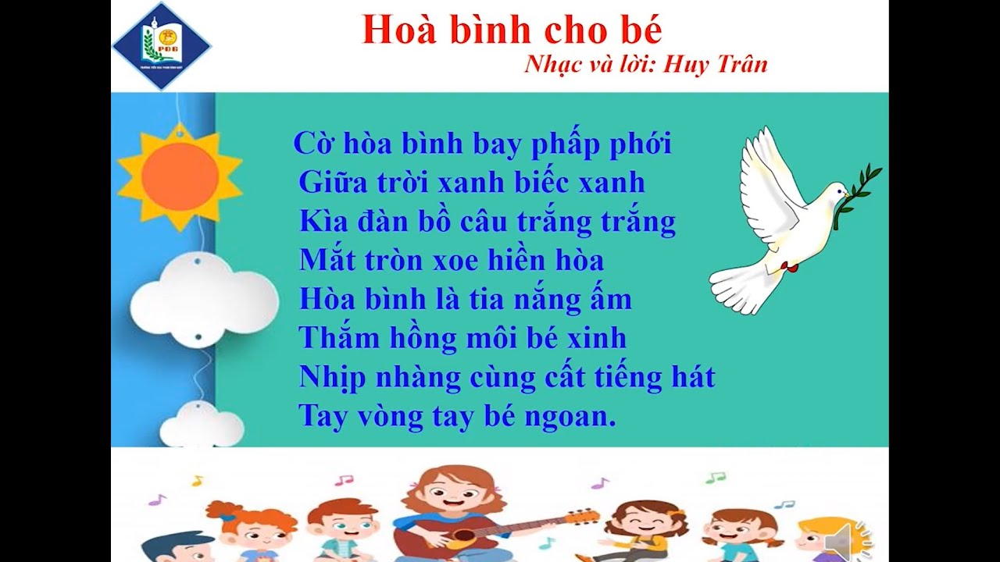 PĐG
Hoà bình cho bé
Nhạc và lời: Huy Trân
Cờ hòa bình bay phấp phới
Giữa trời xanh biếc xanh
Kìa đàn bồ câu trắng trắng
Mắt tròn xoe hiền hòa
Hòa bình là tia nắng ấm
Thắm hồng môi bé xinh
Nhịp nhàng cùng cất tiếng hát
Tay vòng tay bé ngoan.